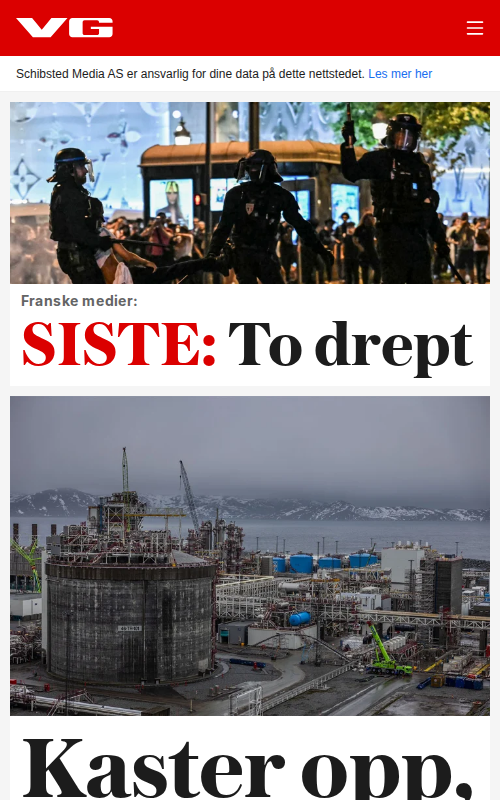 VG
Schibsted Media AS er ansvarlig for dine data på dette nettstedet. Les mer her
Franske medier:
SISTE: To drept
Kaster opp,